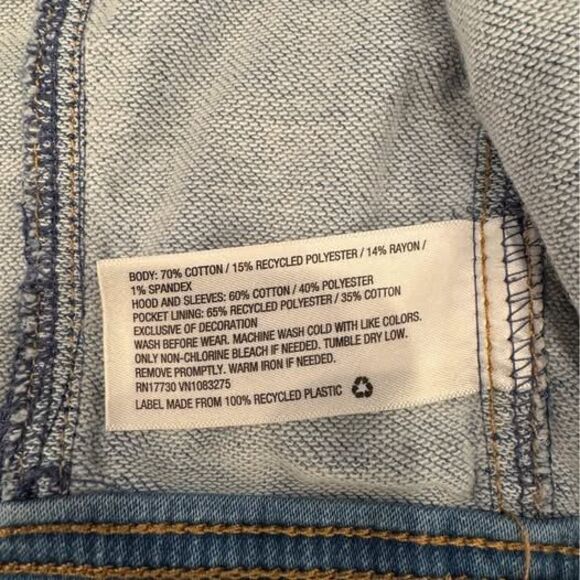 BODY: 70% COTTON / 15% RECYCLED POLYESTER / 14% RAYON /
1% SPANDEX
HOOD AND SLEEVES: 60% COTTON / 40% POLYESTER
POCKET LINING: 65% RECYCLED POLYESTER / 35% COTTON
EXCLUSIVE OF DECORATION
WASH BEFORE WEAR. MACHINE WASH COLD WITH LIKE COLORS.
ONLY NON-CHLORINE BLEACH IF NEEDED. TUMBLE DRY LOW.
REMOVE PROMPTLY. WARM IRON IF NEEDED.
RN17730 VN1083275
LABEL MADE FROM 100% RECYCLED PLASTIC